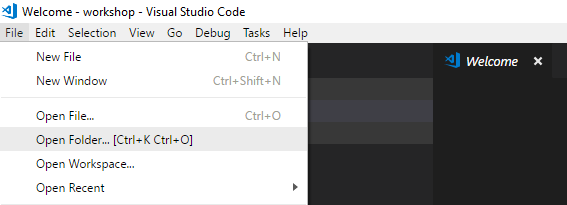 Welcome - workshop - Visual Studio Code
File Edit Selection View Go Debug Tasks Help
New File Ctrl+N
New Window Ctrl+Shift+N
Open File... Ctrl+O
Open Folder... [Ctrl+K Ctrl+O]
Open Workspace...
Open Recent
Welcome